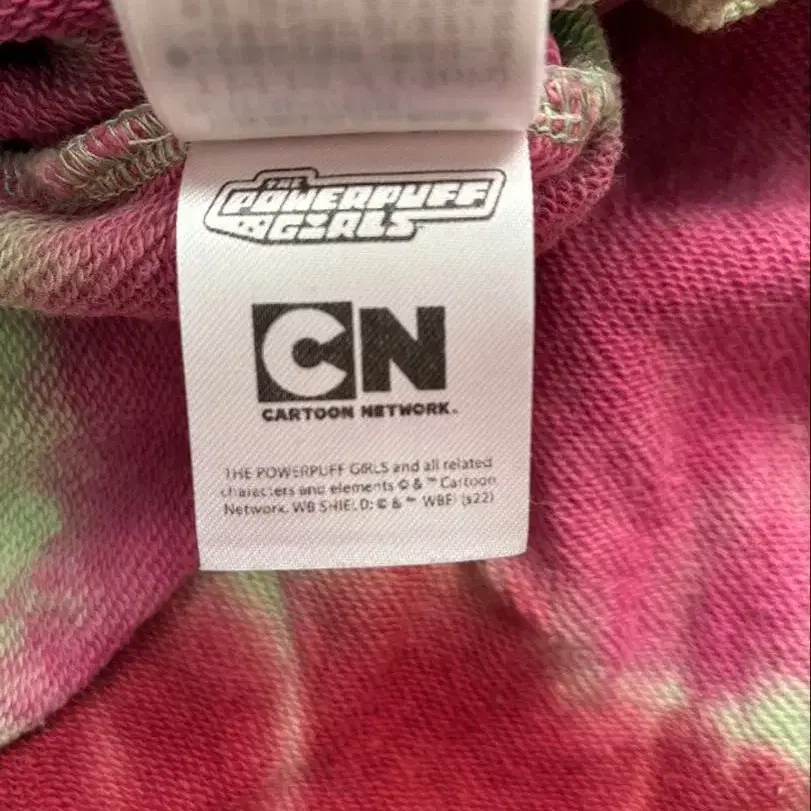 THE
POWERPUFF
GIRLS
CN
CARTOON NETWORK.
THE POWERPUFF GIRLS and all related
characters and elements © & ™ Cartoon
Network. WB SHIELD: © & ™ WBEI (s22)